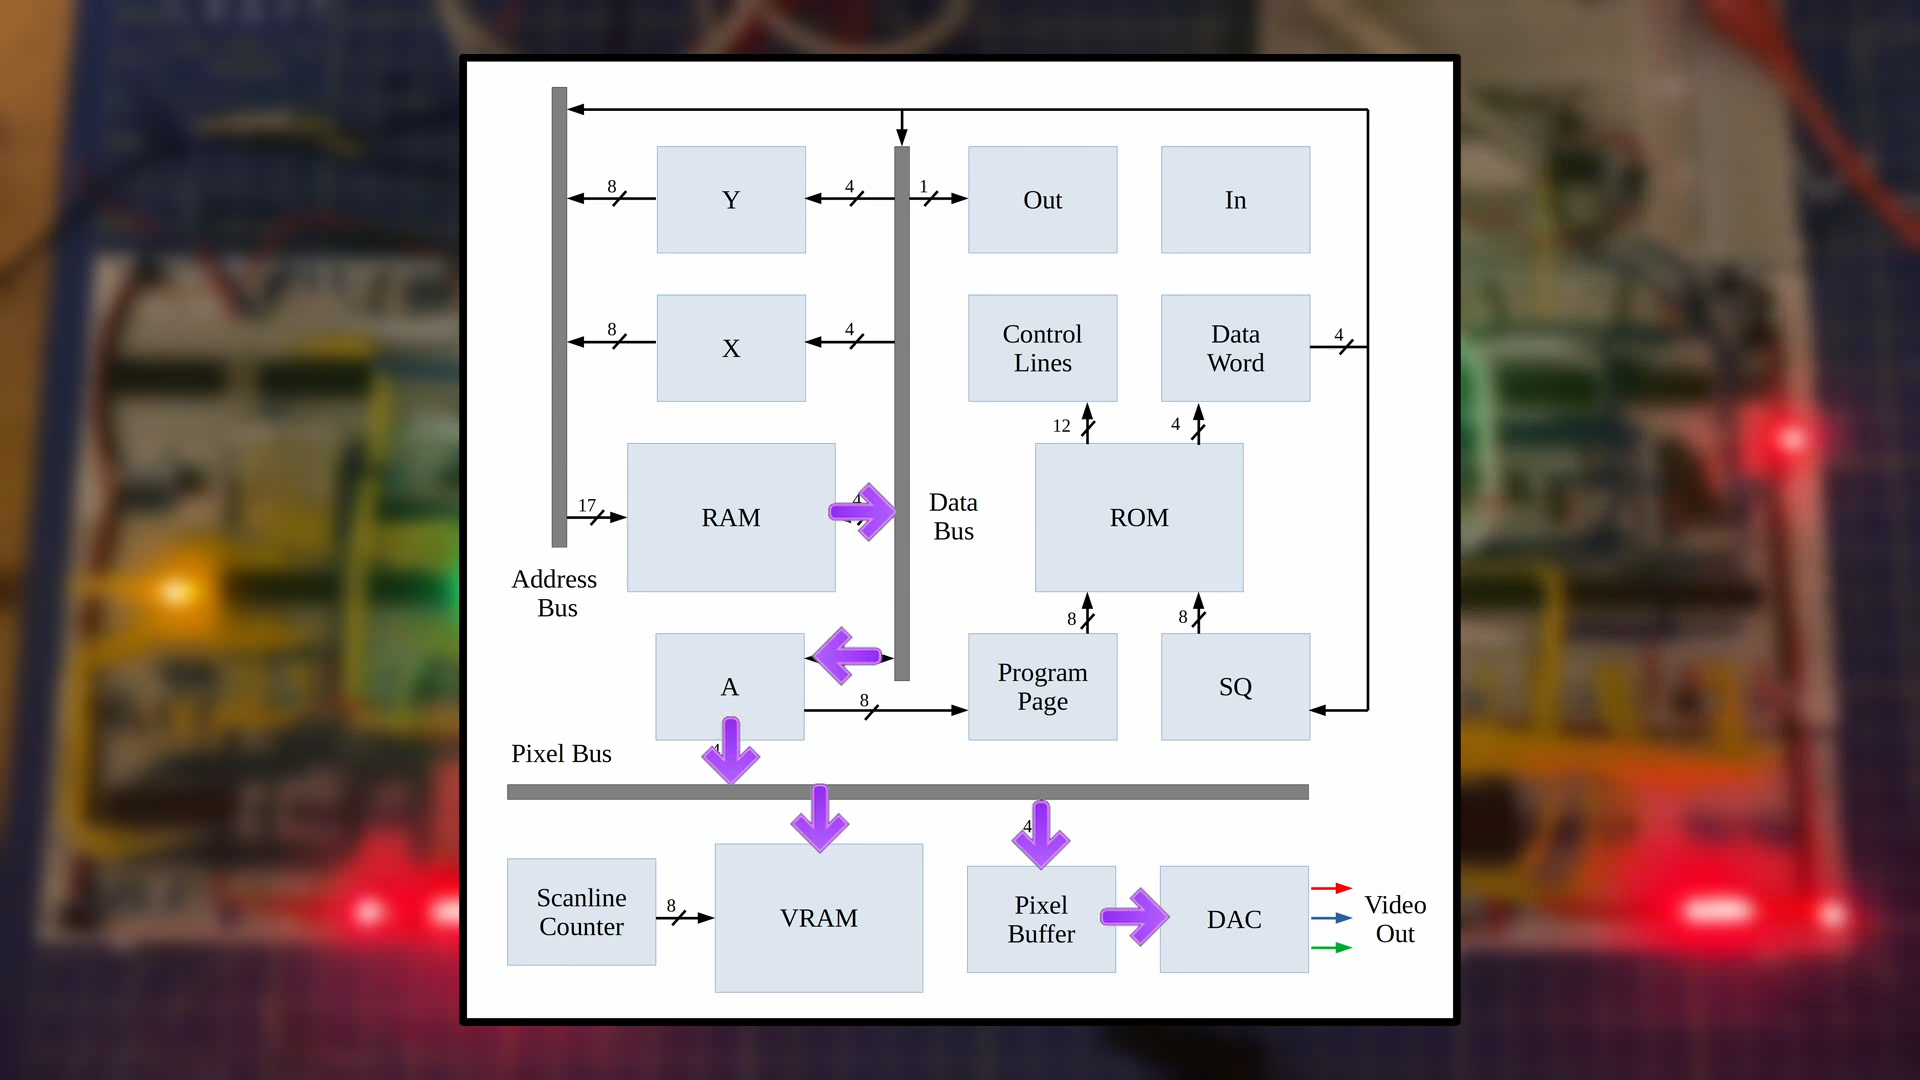 8
Y
4
1
Out
In
8
X
4
Control
Lines
Data
Word
4
12
4
17
RAM
4
Data
Bus
ROM
Address
Bus
8
8
A
8
Program
Page
SQ
Pixel Bus
4
4
Scanline
Counter
8
VRAM
Pixel
Buffer
DAC
Video
Out